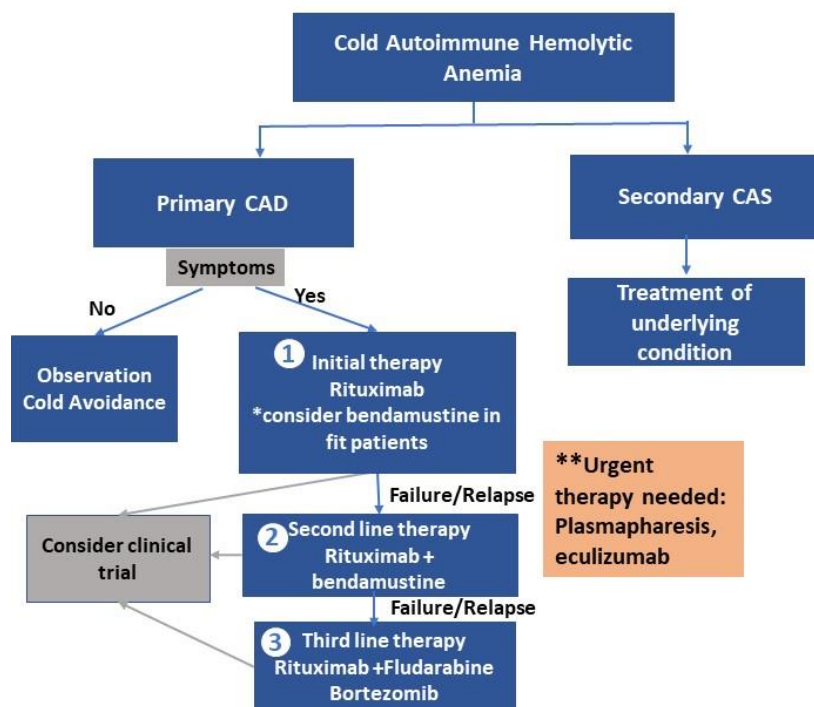 Cold Autoimmune Hemolytic
Anemia
Primary CAD
Secondary CAS
Symptoms
No
Yes
Treatment of
underlying
condition
Observation
Cold Avoidance
1
Initial therapy
Rituximab
*consider bendamustine in
fit patients
**Urgent
therapy needed:
Plasmapharesis,
eculizumab
Failure/Relapse
Consider clinical
trial
2
Second line therapy
Rituximab +
bendamustine
Failure/Relapse
3
Third line therapy
Rituximab +Fludarabine
Bortezomib